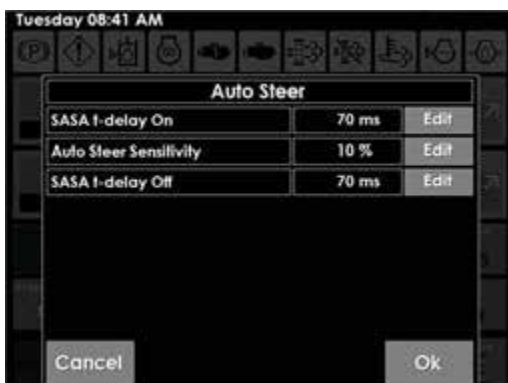 Tuesday 08:41 AM
Auto Steer
SASA t-delay On 70 ms Edit
Auto Steer Sensitivity 10 % Edit
SASA t-delay Off 70 ms Edit
Cancel Ok